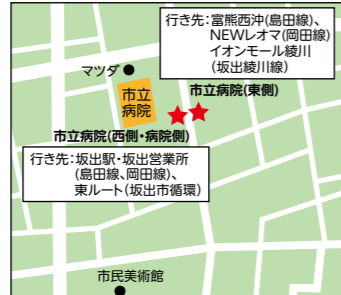 行き先：富熊西沖(島田線)、
NEWレオマ(岡田線)
イオンモール綾川
(坂出綾川線)
マツダ
市立
病院
市立病院(東側)
市立病院(西側・病院側)
行き先：坂出駅・坂出営業所
(島田線、岡田線)、
東ルート(坂出市循環)
市民美術館